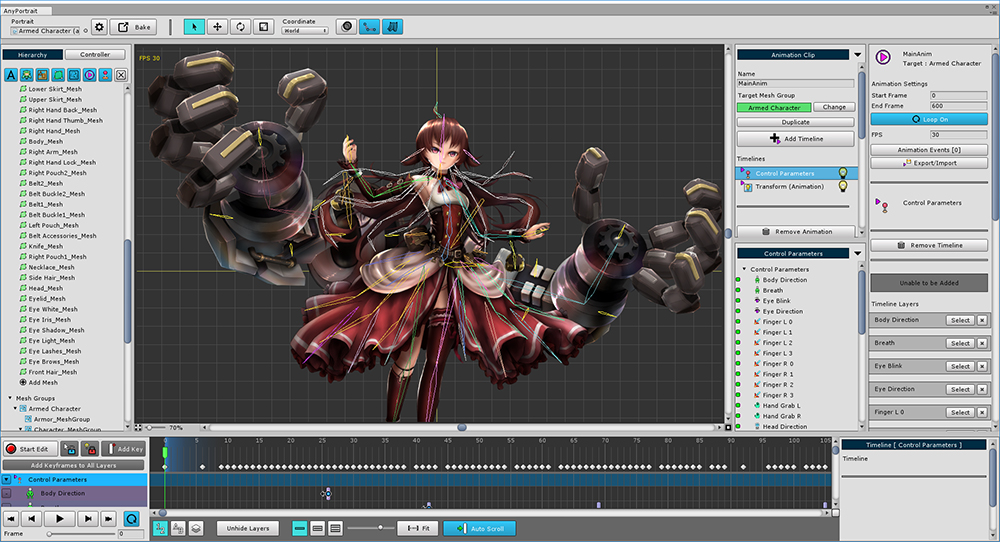 AnyPortrait
Portrait
Armed Character (a
Bake
Coordinate
World
Hierarchy
Controller
Lower Skirt_Mesh
Upper Skirt_Mesh
Right Hand Back_Mesh
Right Hand Thumb_Mesh
Right Hand_Mesh
Body_Mesh
Right Arm_Mesh
Right Hand Lock_Mesh
Right Pouch2_Mesh
Belt2_Mesh
Belt Buckle2_Mesh
Belt1_Mesh
Belt Buckle1_Mesh
Left Pouch_Mesh
Belt Accessories_Mesh
Knife_Mesh
Right Pouch1_Mesh
Necklace_Mesh
Side Hair_Mesh
Head_Mesh
Eyelid_Mesh
Eye White_Mesh
Eye Iris_Mesh
Eye Shadow_Mesh
Eye Light_Mesh
Eye Lashes_Mesh
Eye Brows_Mesh
Front Hair_Mesh
Add Mesh
Mesh Groups
Armed Character
Armor_MeshGroup
Character_MeshGroup
FPS 30
70%
Animation Clip
Name
MainAnim
Target Mesh Group
Armed Character
Change
Duplicate
Add Timeline
Timelines
Control Parameters
Transform (Animation)
Remove Animation
Control Parameters
Control Parameters
Body Direction
Breath
Eye Blink
Eye Direction
Finger L 0
Finger L 1
Finger L 2
Finger L 3
Finger R 0
Finger R 1
Finger R 2
Finger R 3
Hand Grab L
Hand Grab R
Head Direction
MainAnim
Target : Armed Character
Animation Settings
Start Frame 0
End Frame 600
Loop On
FPS 30
Animation Events [0]
Export/Import
Control Parameters
Remove Timeline
Unable to be Added
Timeline Layers
Body Direction Select
Breath Select
Eye Blink Select
Eye Direction Select
Finger L 0 Select
Start Edit
Add Key
Add Keyframes to All Layers
Control Parameters
Body Direction
Frame 0
0 5 10 15 20 25 30 35 40 45 50 55 60 65 70 75 80 85 90 95 100 105
Unhide Layers
Fit
Auto Scroll
Timeline [ Control Parameters ]
Timeline